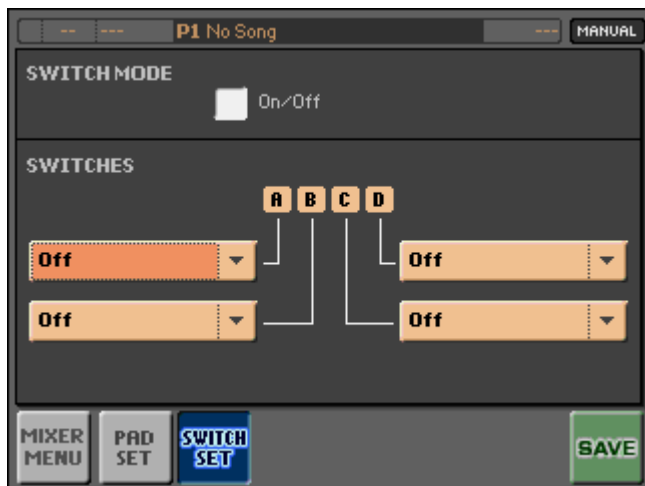 -- --- P1 No Song --- MANUAL
SWITCH MODE
On/Off
SWITCHES
A B C D
Off Off
Off Off
MIXER MENU
PAD SET
SWITCH SET
SAVE